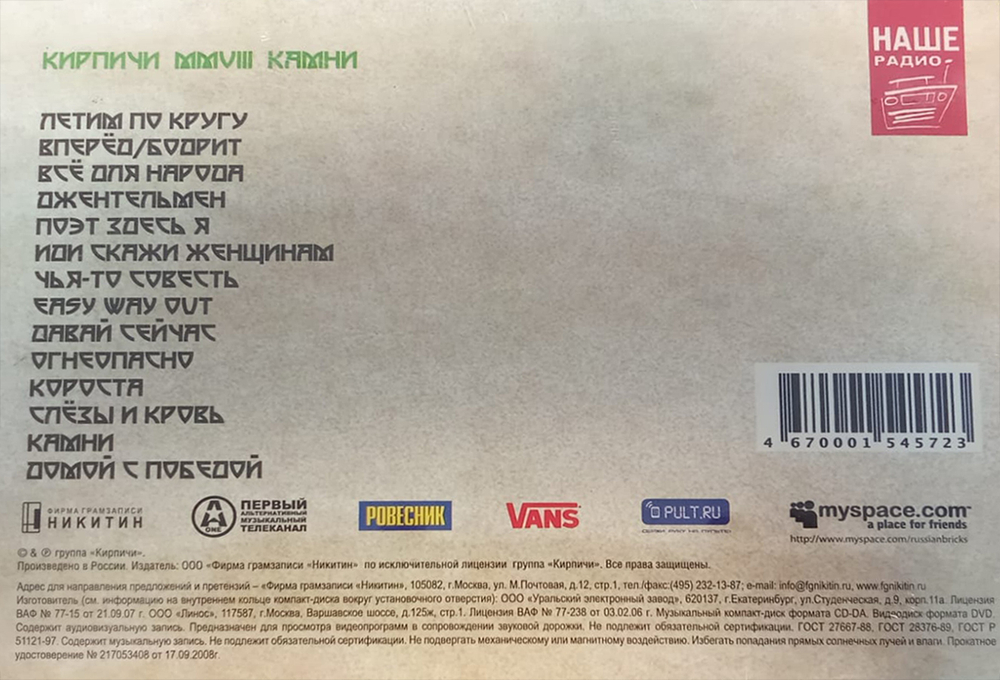 КИРПИЧИ MMVIII КАМНИ
НАШЕ
РАДИО
ЛЕТИМ ПО КРУГУ
ВПЕРЁД/БОДРИТ
ВСЁ ДЛЯ НАРОДА
ДЖЕНТЕЛЬМЕН
ПОЭТ ЗДЕСЬ Я
ИДИ СКАЖИ ЖЕНЩИНАМ
ЧЬЯ-ТО СОВЕСТЬ
EASY WAY OUT
ДАВАЙ СЕЙЧАС
ОГНЕОПАСНО
КОРОСТА
СЛЁЗЫ И КРОВЬ
КАМНИ
ДОМОЙ С ПОБЕДОЙ
4 670001 545723
ФИРМА ГРАМЗАПИСИ
НИКИТИН
A ONE
ПЕРВЫЙ
АЛЬТЕРНАТИВНЫЙ
МУЗЫКАЛЬНЫЙ
ТЕЛЕКАНАЛ
РОВЕСНИК
VANS
PULT.RU
myspace.com
a place for friends
http://www.myspace.com/russianbricks
© & ℗ группа «Кирпичи».
Произведено в России. Издатель: ООО «Фирма грамзаписи «Никитин» по исключительной лицензии группа «Кирпичи». Все права защищены.
Адрес для направления предложений и претензий – «Фирма грамзаписи «Никитин», 105082, г.Москва, ул. М.Почтовая, д.12, стр.1, тел./факс:(495) 232-13-87; e-mail: info@fgnikitin.ru, www.fgnikitin.ru
Изготовитель (см. информацию на внутреннем кольце компакт-диска вокруг установочного отверстия): ООО «Уральский электронный завод», 620137, г.Екатеринбург, ул.Студенческая, д.9, корп.11а. Лицензия
ВАФ № 77-15 от 21.09.07 г. ООО «Линос», 117587, г.Москва, Варшавское шоссе, д.125ж, стр.1. Лицензия ВАФ № 77-238 от 03.02.06 г. Музыкальный компакт-диск формата CD-DA. Видеодиск формата DVD.
Содержит аудиовизуальную запись. Предназначен для просмотра видеопрограмм в сопровождении звуковой дорожки. Не подлежит обязательной сертификации. ГОСТ 27667-88, ГОСТ 28376-89, ГОСТ Р
51121-97. Содержит музыкальную запись. Не подлежит обязательной сертификации. Не подвергать механическому или магнитному воздействию. Избегать попадания прямых солнечных лучей и влаги. Прокатное
удостоверение № 217053408 от 17.09.2008г.